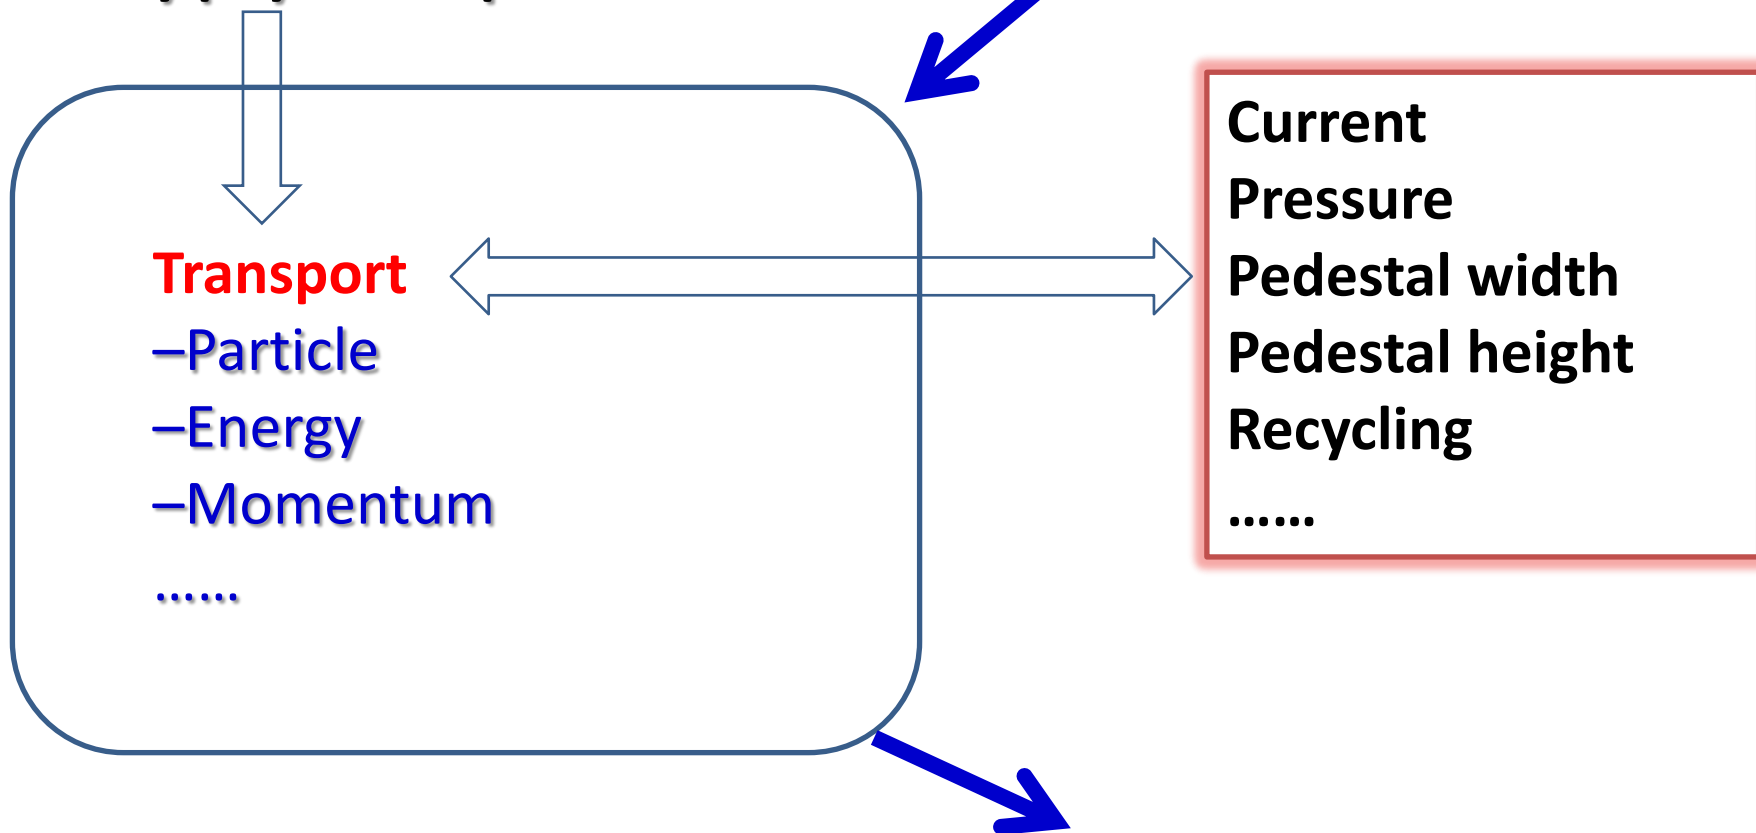 Transport
–Particle
–Energy
–Momentum
……
Current
Pressure
Pedestal width
Pedestal height
Recycling
……